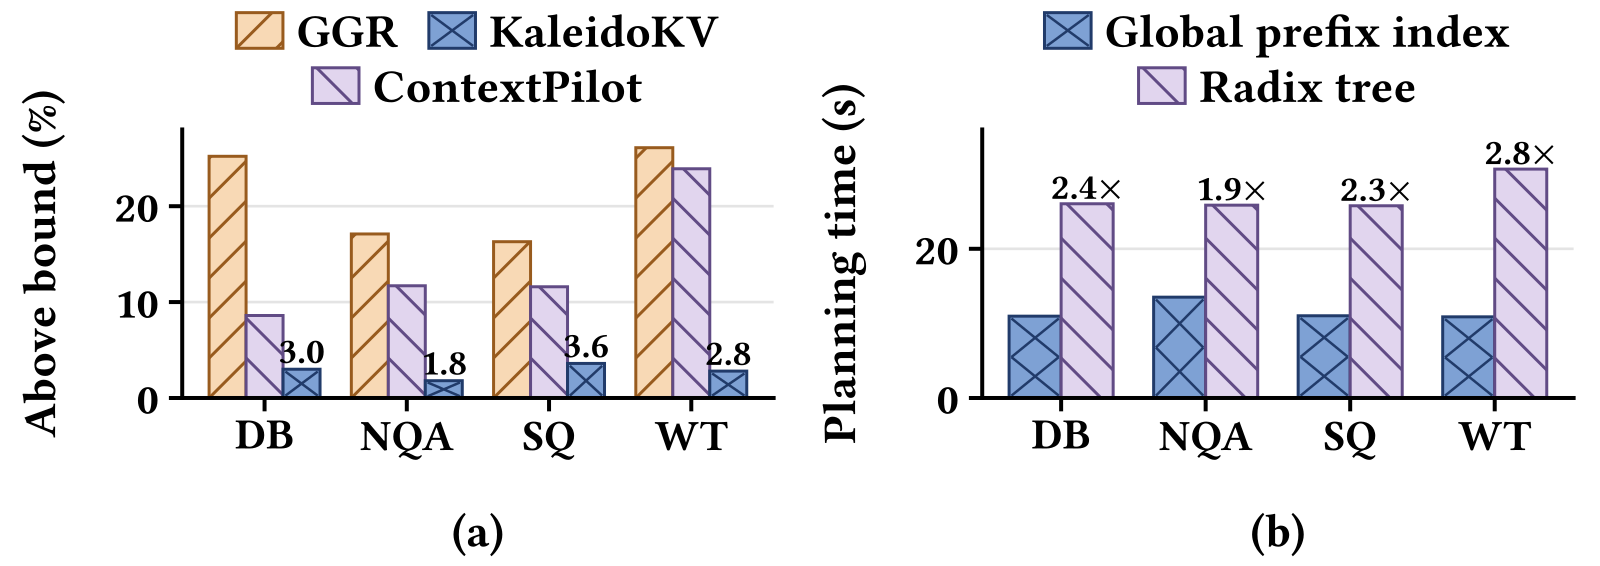 GGR KaleidoKV
ContextPilot
Above bound (%)
20
10
0
3.0
1.8
3.6
2.8
DB NQA SQ WT
(a)
Global prefix index
Radix tree
Planning time (s)
20
0
2.4×
1.9×
2.3×
2.8×
DB NQA SQ WT
(b)